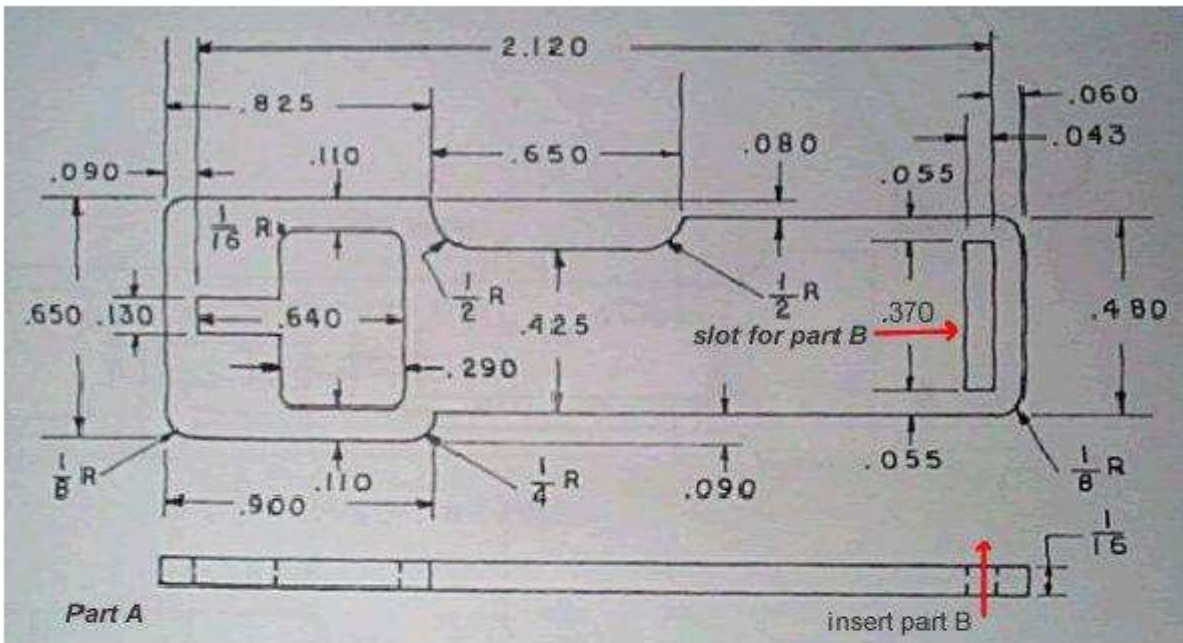 2.120
.825
.060
.650
.080
.043
.110
.090
.055
1/16 R
1/2 R
1/2 R
.650
.130
.640
.425
.370
slot for part B
.480
.290
1/8 R
.110
1/4 R
.090
.055
1/8 R
.900
1/16
Part A
insert part B